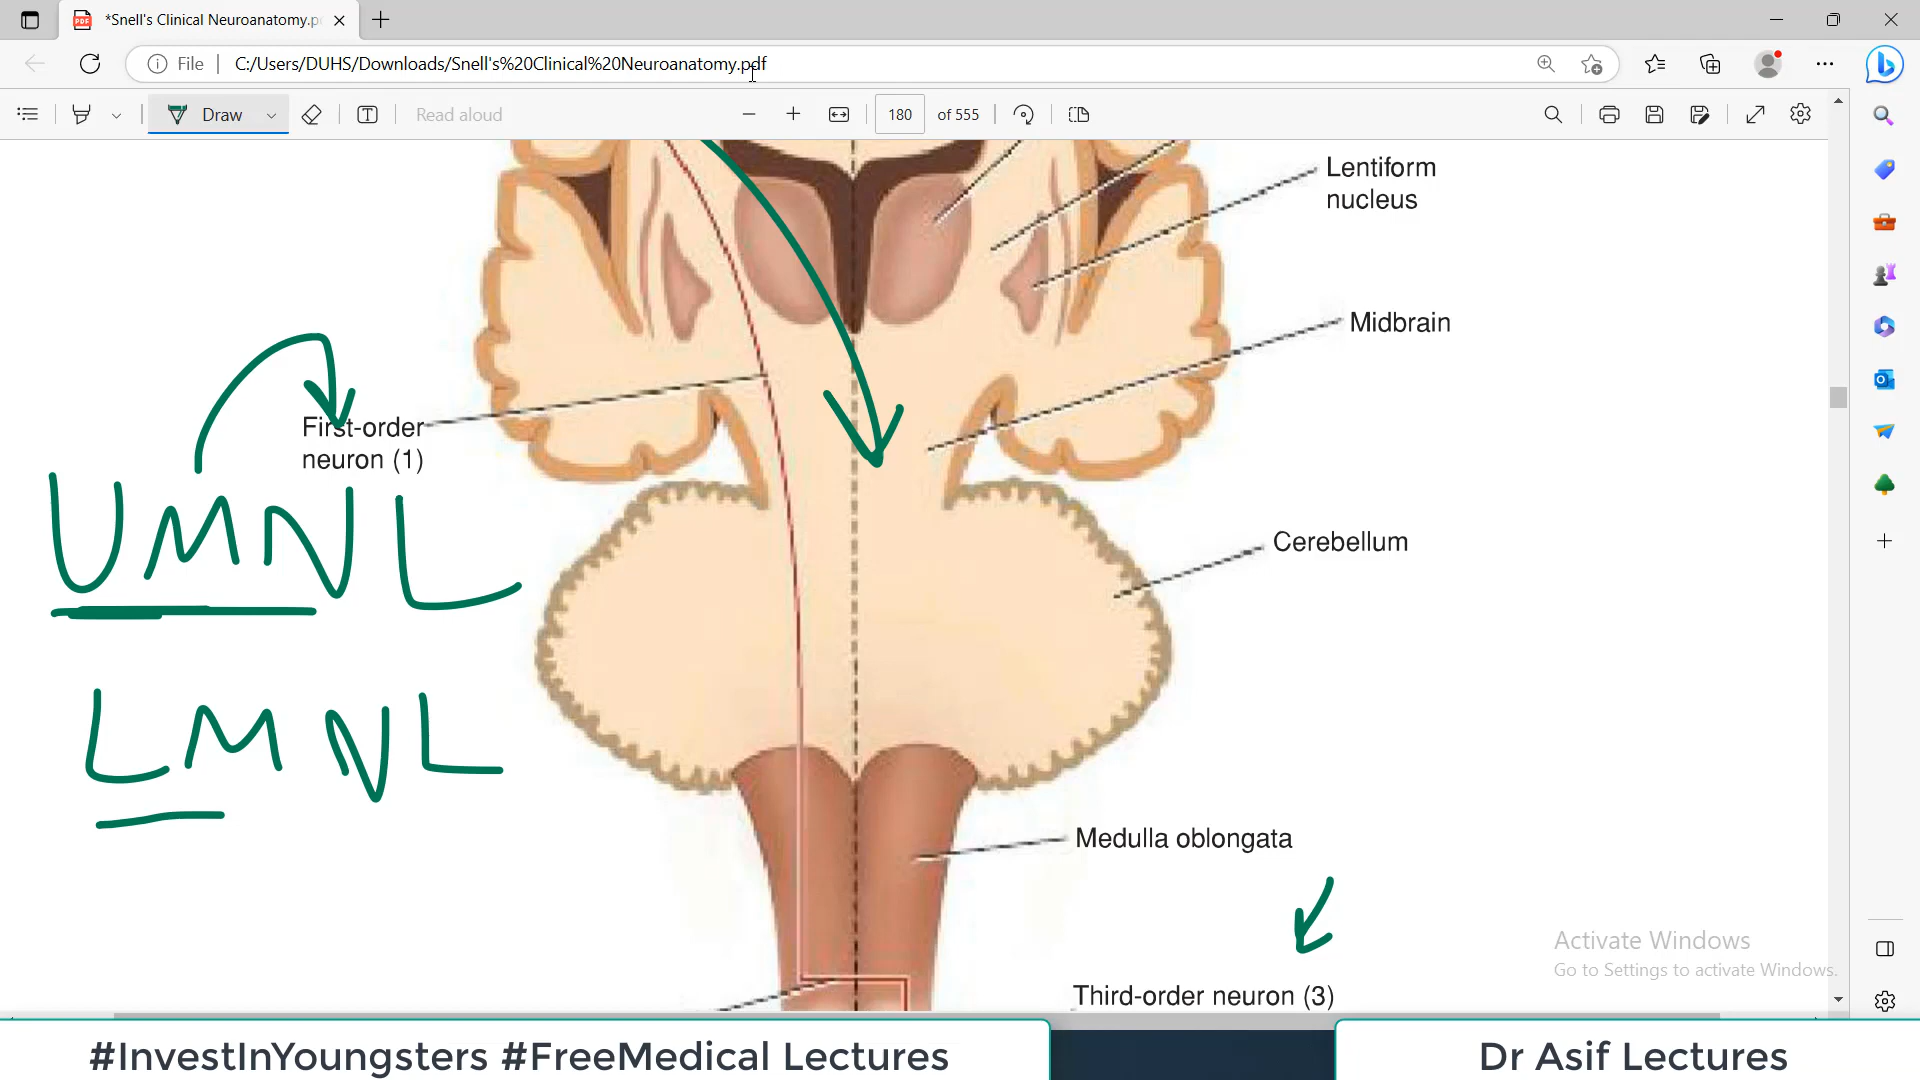 *Snell's Clinical Neuroanatomy.p
File
C:/Users/DUHS/Downloads/Snell's%20Clinical%20Neuroanatomy.pdf
Draw
Read aloud
180
of 555
Lentiform
nucleus
Midbrain
First-order
neuron (1)
UMNL
Cerebellum
LMNL
Medulla oblongata
Activate Windows
Go to Settings to activate Windows.
Third-order neuron (3)
#InvestInYoungsters #FreeMedical Lectures
Dr Asif Lectures